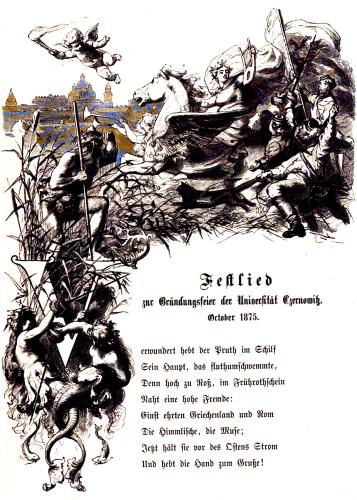 Festlied
zur Gründungsfeier der Universität Czernowitz.
October 1875.
Verwundert hebt der Pruth im Schilf
Sein Haupt, das fluthumschwemmte,
Denn hoch zu Roß, im Frührothschein
Naht eine hohe Fremde:
Einst ehrten Griechenland und Rom
Die Himmlische, die Muse;
Jetzt hält sie vor des Ostens Strom
Und hebt die Hand zum Gruße!